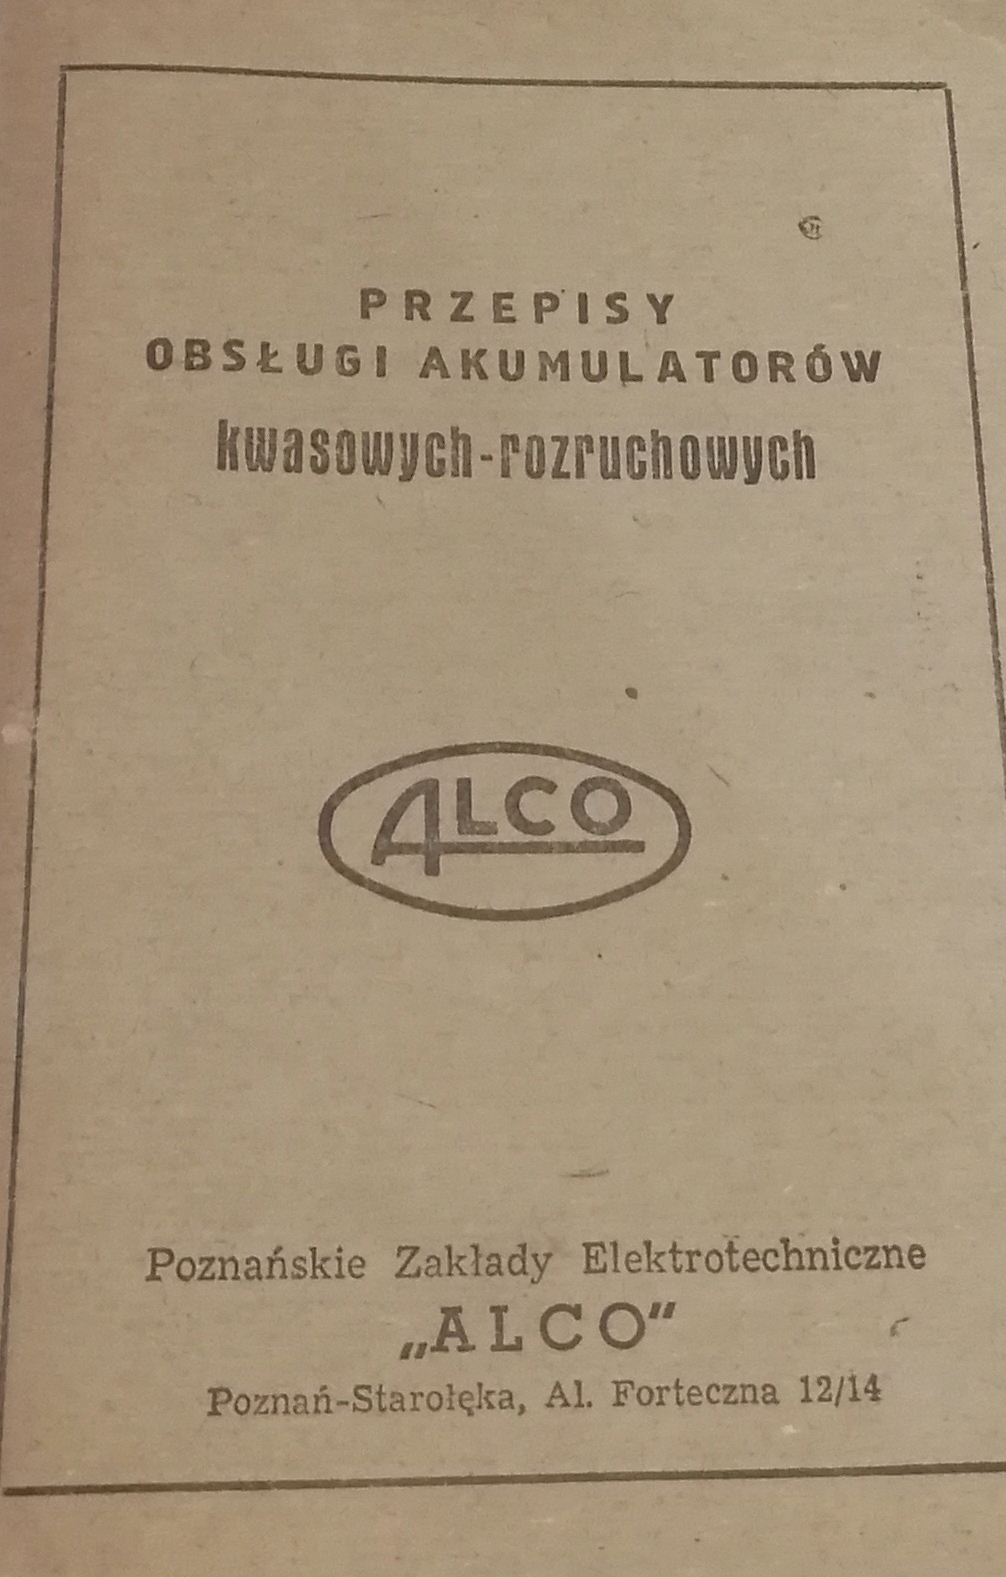 PRZEPISY
OBSŁUGI AKUMULATORÓW
kwasowych-rozruchowych
ALCO
Poznańskie Zakłady Elektrotechniczne
„ALCO”
Poznań-Starołęka, Al. Forteczna 12/14